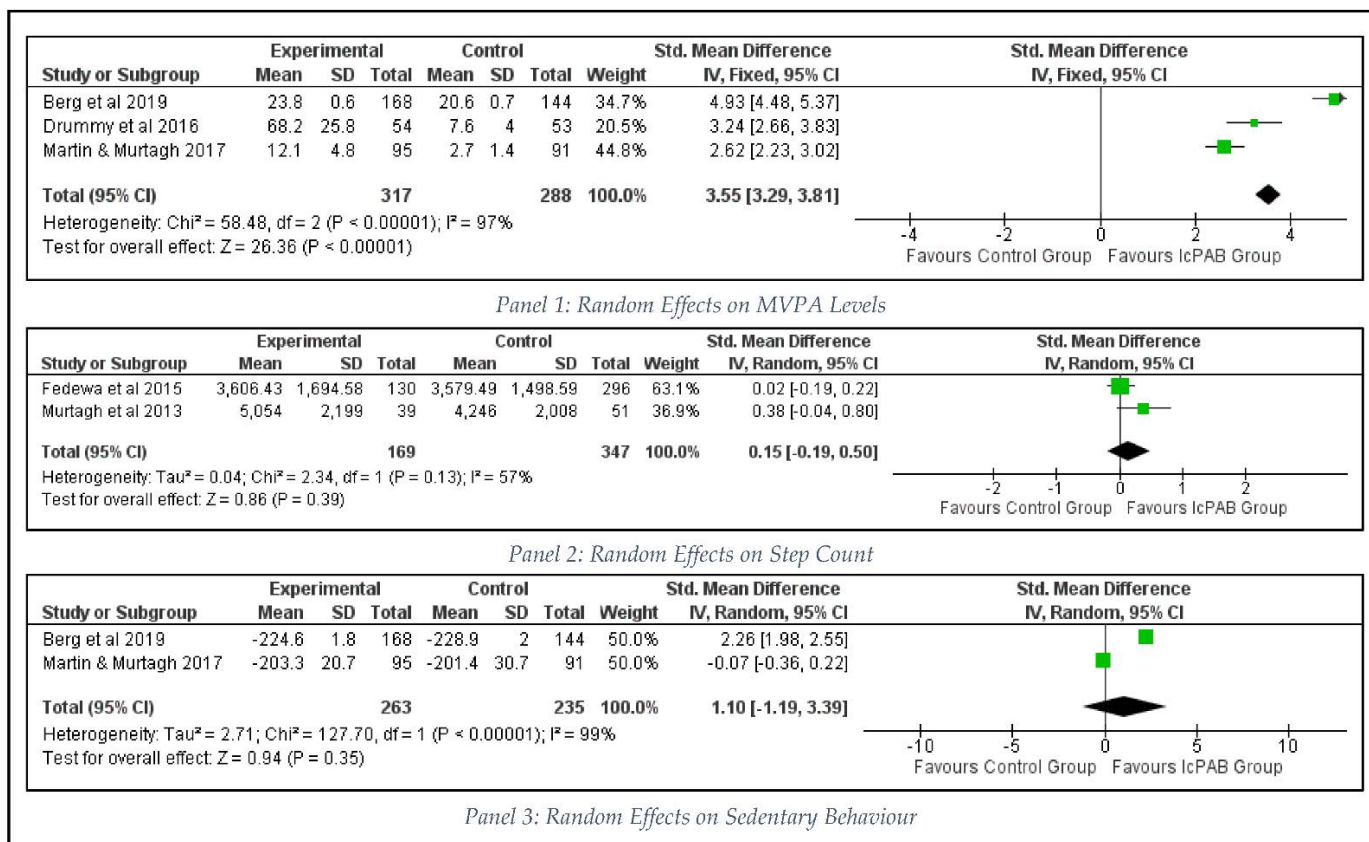 Experimental Control Std. Mean Difference Std. Mean Difference
Study or Subgroup Mean SD Total Mean SD Total Weight IV, Fixed, 95% CI IV, Fixed, 95% CI
Berg et al 2019 23.8 0.6 168 20.6 0.7 144 34.7% 4.93 [4.48, 5.37]
Drummy et al 2016 68.2 25.8 54 7.6 4 53 20.5% 3.24 [2.66, 3.83]
Martin & Murtagh 2017 12.1 4.8 95 2.7 1.4 91 44.8% 2.62 [2.23, 3.02]
Total (95% CI) 317 288 100.0% 3.55 [3.29, 3.81]
Heterogeneity: Chi² = 58.48, df = 2 (P < 0.00001); I² = 97%
Test for overall effect: Z = 26.36 (P < 0.00001)
-4 -2 0 2 4
Favours Control Group Favours IcPAB Group
Panel 1: Random Effects on MVPA Levels
Experimental Control Std. Mean Difference Std. Mean Difference
Study or Subgroup Mean SD Total Mean SD Total Weight IV, Random, 95% CI IV, Random, 95% CI
Fedewa et al 2015 3,606.43 1,694.58 130 3,579.49 1,498.59 296 63.1% 0.02 [-0.19, 0.22]
Murtagh et al 2013 5,054 2,199 39 4,246 2,008 51 36.9% 0.38 [-0.04, 0.80]
Total (95% CI) 169 347 100.0% 0.15 [-0.19, 0.50]
Heterogeneity: Tau² = 0.04; Chi² = 2.34, df = 1 (P = 0.13); I² = 57%
Test for overall effect: Z = 0.86 (P = 0.39)
-2 -1 0 1 2
Favours Control Group Favours IcPAB Group
Panel 2: Random Effects on Step Count
Experimental Control Std. Mean Difference Std. Mean Difference
Study or Subgroup Mean SD Total Mean SD Total Weight IV, Random, 95% CI IV, Random, 95% CI
Berg et al 2019 -224.6 1.8 168 -228.9 2 144 50.0% 2.26 [1.98, 2.55]
Martin & Murtagh 2017 -203.3 20.7 95 -201.4 30.7 91 50.0% -0.07 [-0.36, 0.22]
Total (95% CI) 263 235 100.0% 1.10 [-1.19, 3.39]
Heterogeneity: Tau² = 2.71; Chi² = 127.70, df = 1 (P < 0.00001); I² = 99%
Test for overall effect: Z = 0.94 (P = 0.35)
-10 -5 0 5 10
Favours Control Group Favours IcPAB Group
Panel 3: Random Effects on Sedentary Behaviour